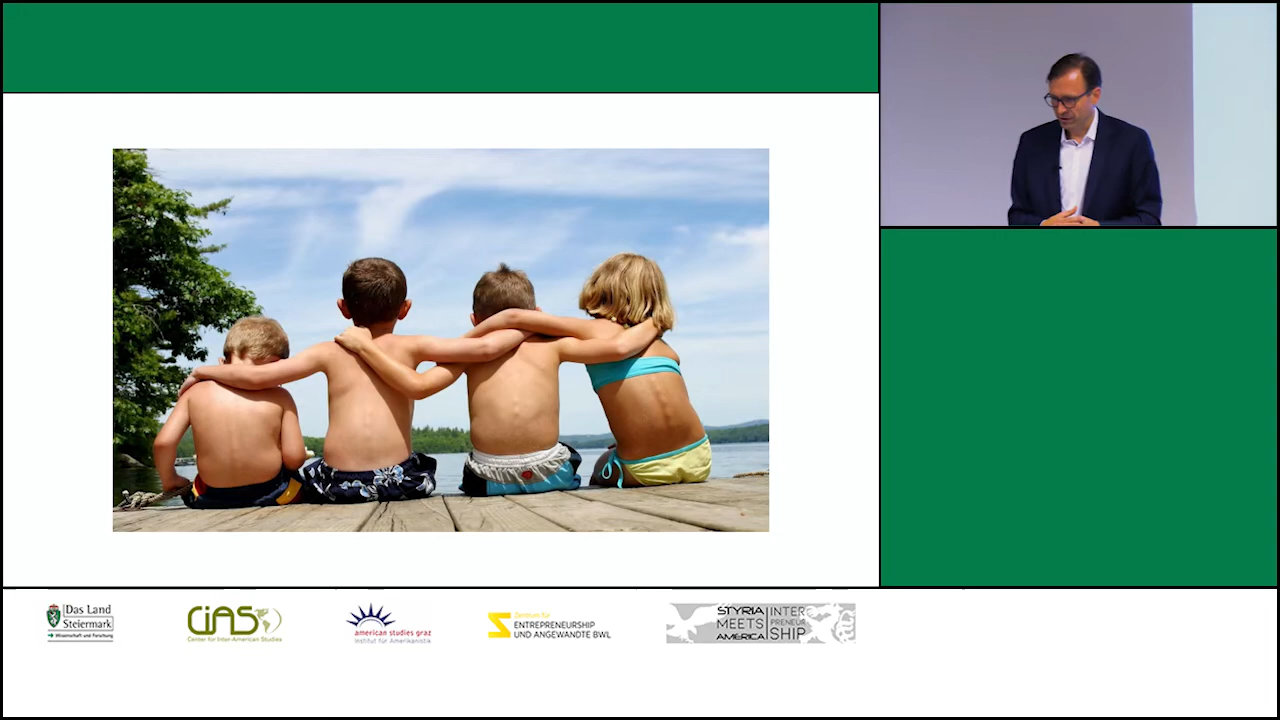 Das Land
Steiermark
Wissenschaft und Forschung
CIAS
Center for Inter-American Studies
american studies graz
Institut für Amerikanistik
Zentrum für
ENTREPRENEURSHIP
UND ANGEWANDTE BWL
STYRIA
MEETS
AMERICA
INTER
PRENEUR
SHIP